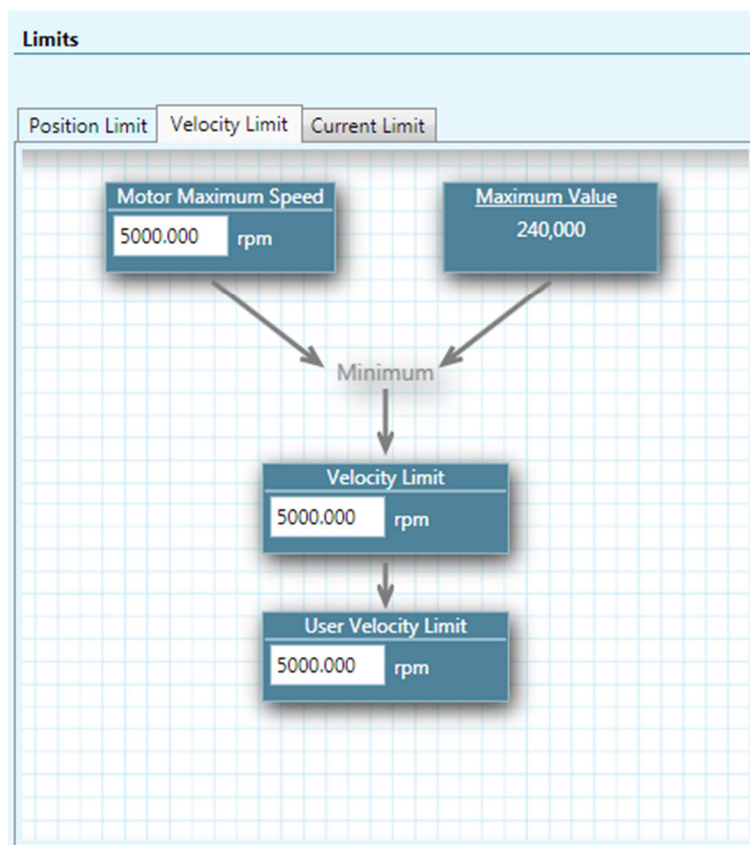 Limits
Position Limit Velocity Limit Current Limit
Motor Maximum Speed
5000.000 rpm
Maximum Value
240,000
Minimum
Velocity Limit
5000.000 rpm
User Velocity Limit
5000.000 rpm